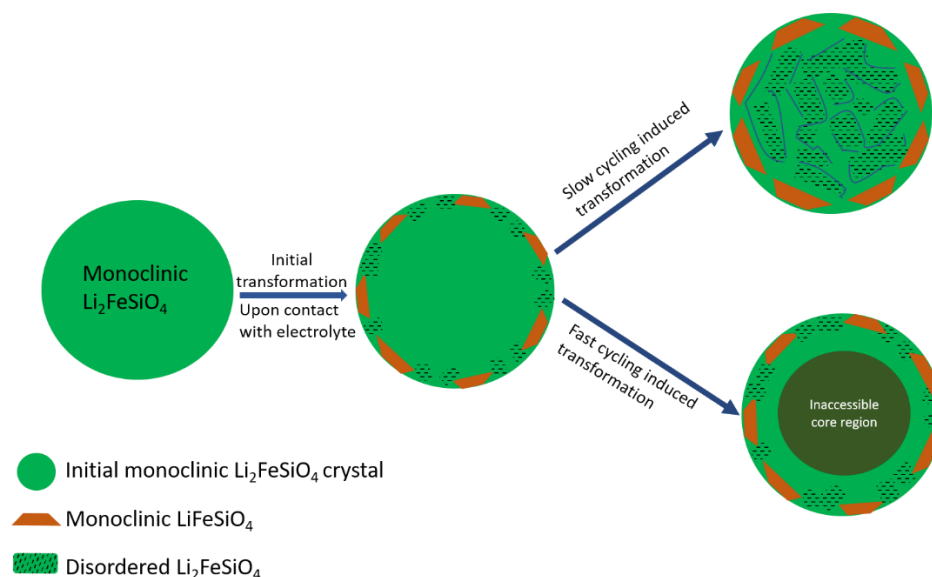 Monoclinic
Li₂FeSiO₄
Initial
transformation
Upon contact
with electrolyte
Slow cycling induced
transformation
Fast cycling induced
transformation
Inaccessible
core region
Initial monoclinic Li₂FeSiO₄ crystal
Monoclinic LiFeSiO₄
Disordered Li₂FeSiO₄